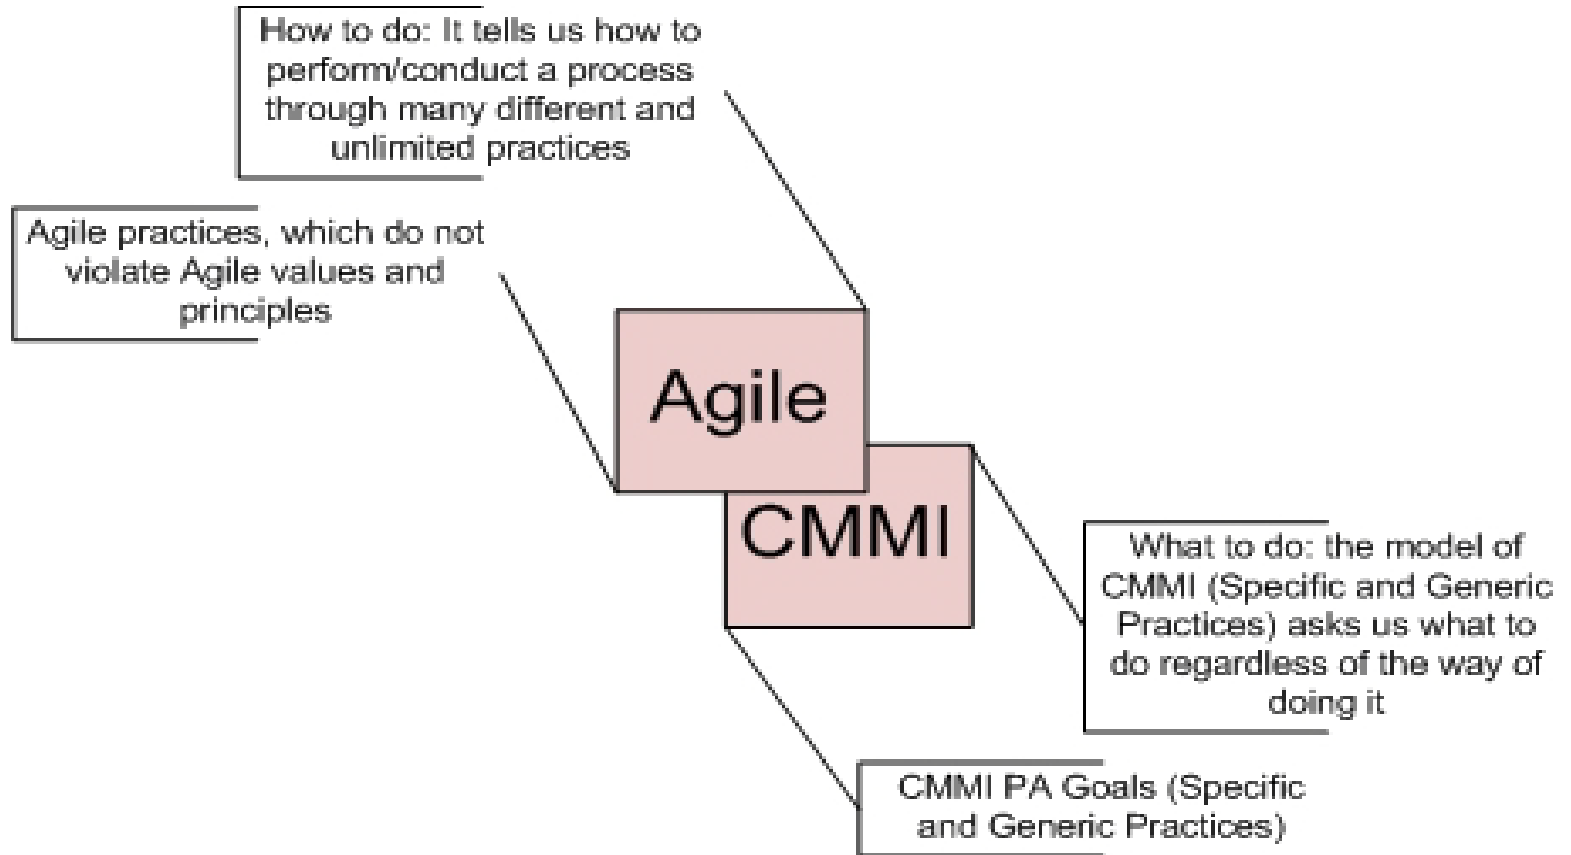 How to do: It tells us how to
perform/conduct a process
through many different and
unlimited practices
Agile practices, which do not
violate Agile values and
principles
Agile
CMMI
What to do: the model of
CMMI (Specific and Generic
Practices) asks us what to
do regardless of the way of
doing it
CMMI PA Goals (Specific
and Generic Practices)